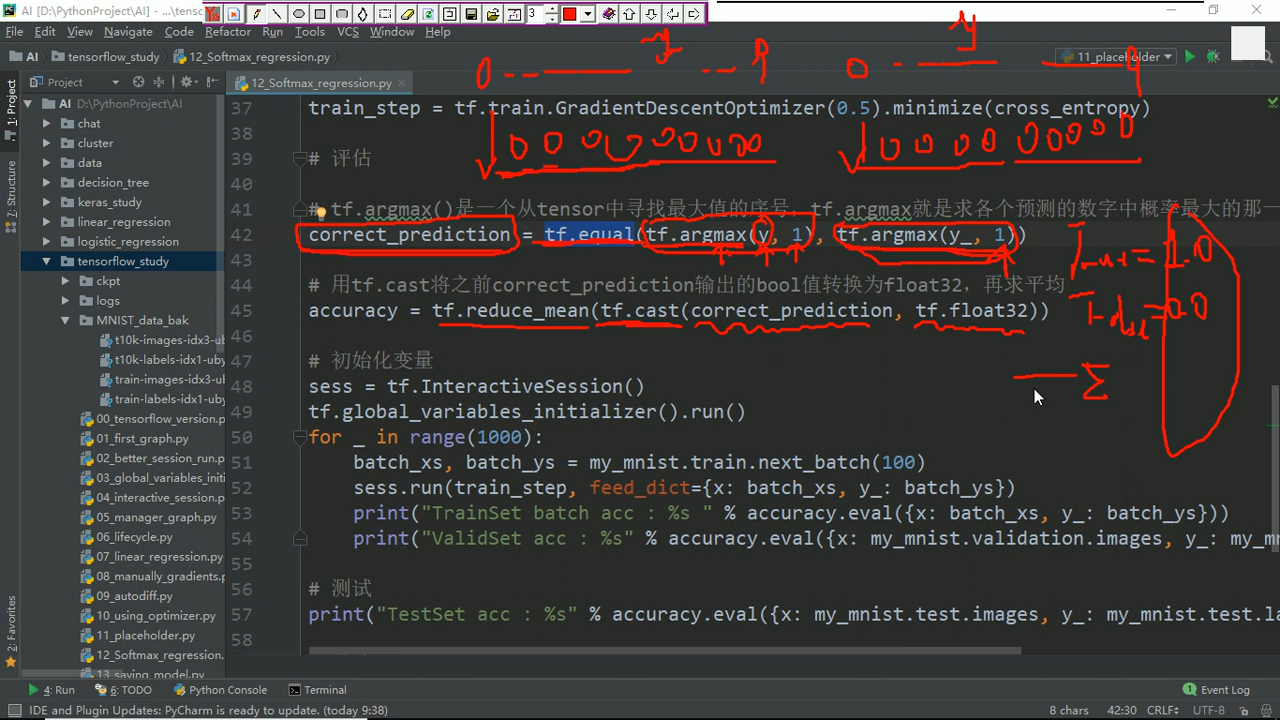 AI [D:\PythonProject\AI] - ...\tens
3
File Edit View Navigate Code Refactor Run Tools VCS Window Help
AI tensorflow_study 12_Softmax_regression.py 11_placeholder
Project 12_Softmax_regression.py
1: Project
7: Structure
2: Favorites
AI D:\PythonProject\AI
chat
cluster
data
decision_tree
keras_study
linear_regression
logistic_regression
tensorflow_study
ckpt
logs
MNIST_data_bak
t10k-images-idx3-ub
t10k-labels-idx1-uby
train-images-idx3-ub
train-labels-idx1-uby
00_tensorflow_version.py
01_first_graph.py
02_better_session_run.py
03_global_variables_initi
04_interactive_session.py
05_manager_graph.py
06_lifecycle.py
07_linear_regression.py
08_manually_gradients.py
09_autodiff.py
10_using_optimizer.py
11_placeholder.py
12_Softmax_regression.
13_saving_model.py
37 train_step = tf.train.GradientDescentOptimizer(0.5).minimize(cross_entropy)
38
39 # 评估
40
41 # tf.argmax()是一个从tensor中寻找最大值的序号，tf.argmax就是求各个预测的数字中概率最大的那一
42 correct_prediction = tf.equal(tf.argmax(y, 1), tf.argmax(y_, 1))
43
44 # 用tf.cast将之前correct_prediction输出的bool值转换为float32，再求平均
45 accuracy = tf.reduce_mean(tf.cast(correct_prediction, tf.float32))
46
47 # 初始化变量
48 sess = tf.InteractiveSession()
49 tf.global_variables_initializer().run()
50 for _ in range(1000):
51 batch_xs, batch_ys = my_mnist.train.next_batch(100)
52 sess.run(train_step, feed_dict={x: batch_xs, y_: batch_ys})
53 print("TrainSet batch acc : %s " % accuracy.eval({x: batch_xs, y_: batch_ys}))
54 print("ValidSet acc : %s" % accuracy.eval({x: my_mnist.validation.images, y_: my_mn
55
56 # 测试
57 print("TestSet acc : %s" % accuracy.eval({x: my_mnist.test.images, y_: my_mnist.test.la
58
4: Run 6: TODO Python Console Terminal Event Log
IDE and Plugin Updates: PyCharm is ready to update. (today 9:38) 8 chars 42:30 CRLF UTF-8